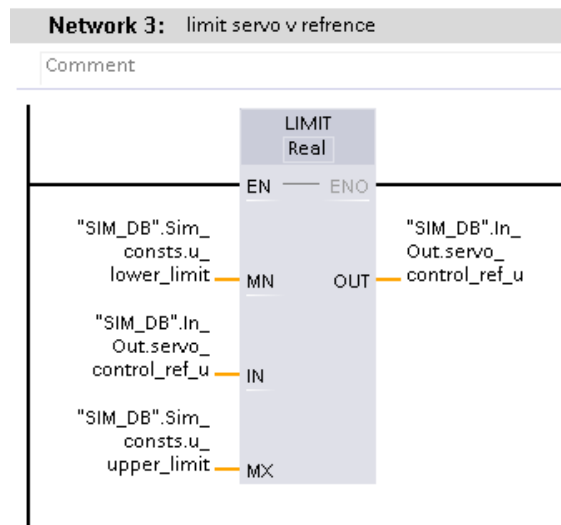 Network 3: limit servo v refrence
Comment
LIMIT
Real
EN ENO
"SIM_DB".Sim_
consts.u_
lower_limit
MN
"SIM_DB".In_
Out.servo_
control_ref_u
OUT
"SIM_DB".In_
Out.servo_
control_ref_u
IN
"SIM_DB".Sim_
consts.u_
upper_limit
MX